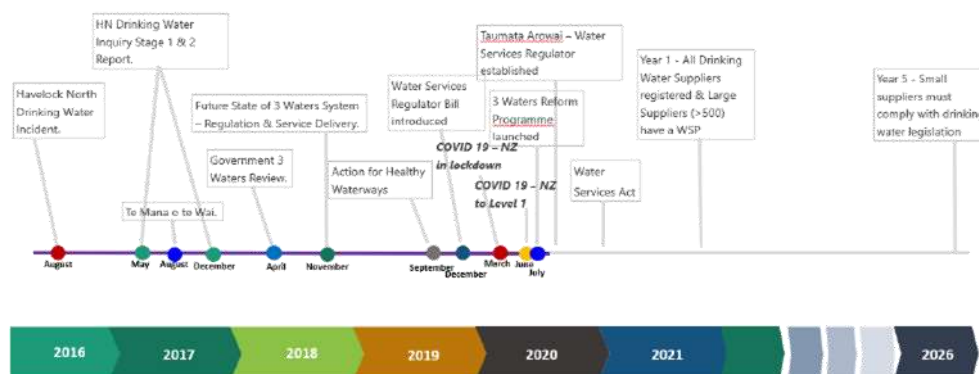 HN Drinking Water
Inquiry Stage 1 & 2
Report.
Havelock North
Drinking Water
Incident.
Te Mana o te Wai.
Future State of 3 Waters System
– Regulation & Service Delivery.
Government 3
Waters Review.
Action for Healthy
Waterways
Water Services
Regulator Bill
introduced
Taumata Arowai – Water
Services Regulator
established
3 Waters Reform
Programme
launched
COVID 19 – NZ
in lockdown
COVID 19 – NZ
to Level 1
Water
Services Act
Year 1 - All Drinking
Water Suppliers
registered & Large
Suppliers (>500)
have a WSP
Year 5 - Small
suppliers must
comply with drinking
water legislation
August
May
August
December
April
November
September
December
March
June
July
2016
2017
2018
2019
2020
2021
2026